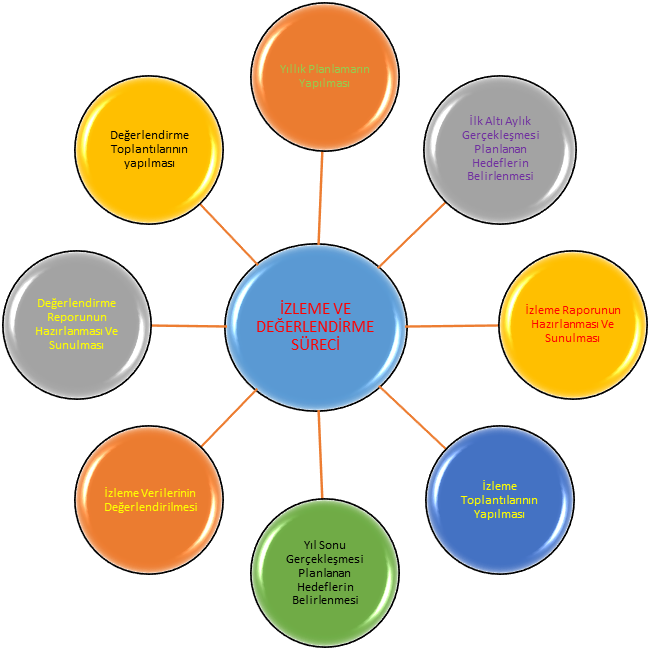 Yıllık Planlamanın
Yapılması
İlk Altı Aylık
Gerçekleşmesi
Planlanan
Hedeflerin
Belirlenmesi
İzleme Raporunun
Hazırlanması Ve
Sunulması
İzleme
Toplantılarının
Yapılması
Yıl Sonu
Gerçekleşmesi
Planlanan
Hedeflerin
Belirlenmesi
İzleme Verilerinin
Değerlendirilmesi
Değerlendirme
Reporunun
Hazırlanması Ve
Sunulması
Değerlendirme
Toplantılarının
yapılması
İZLEME VE
DEĞERLENDİRME
SÜRECİ